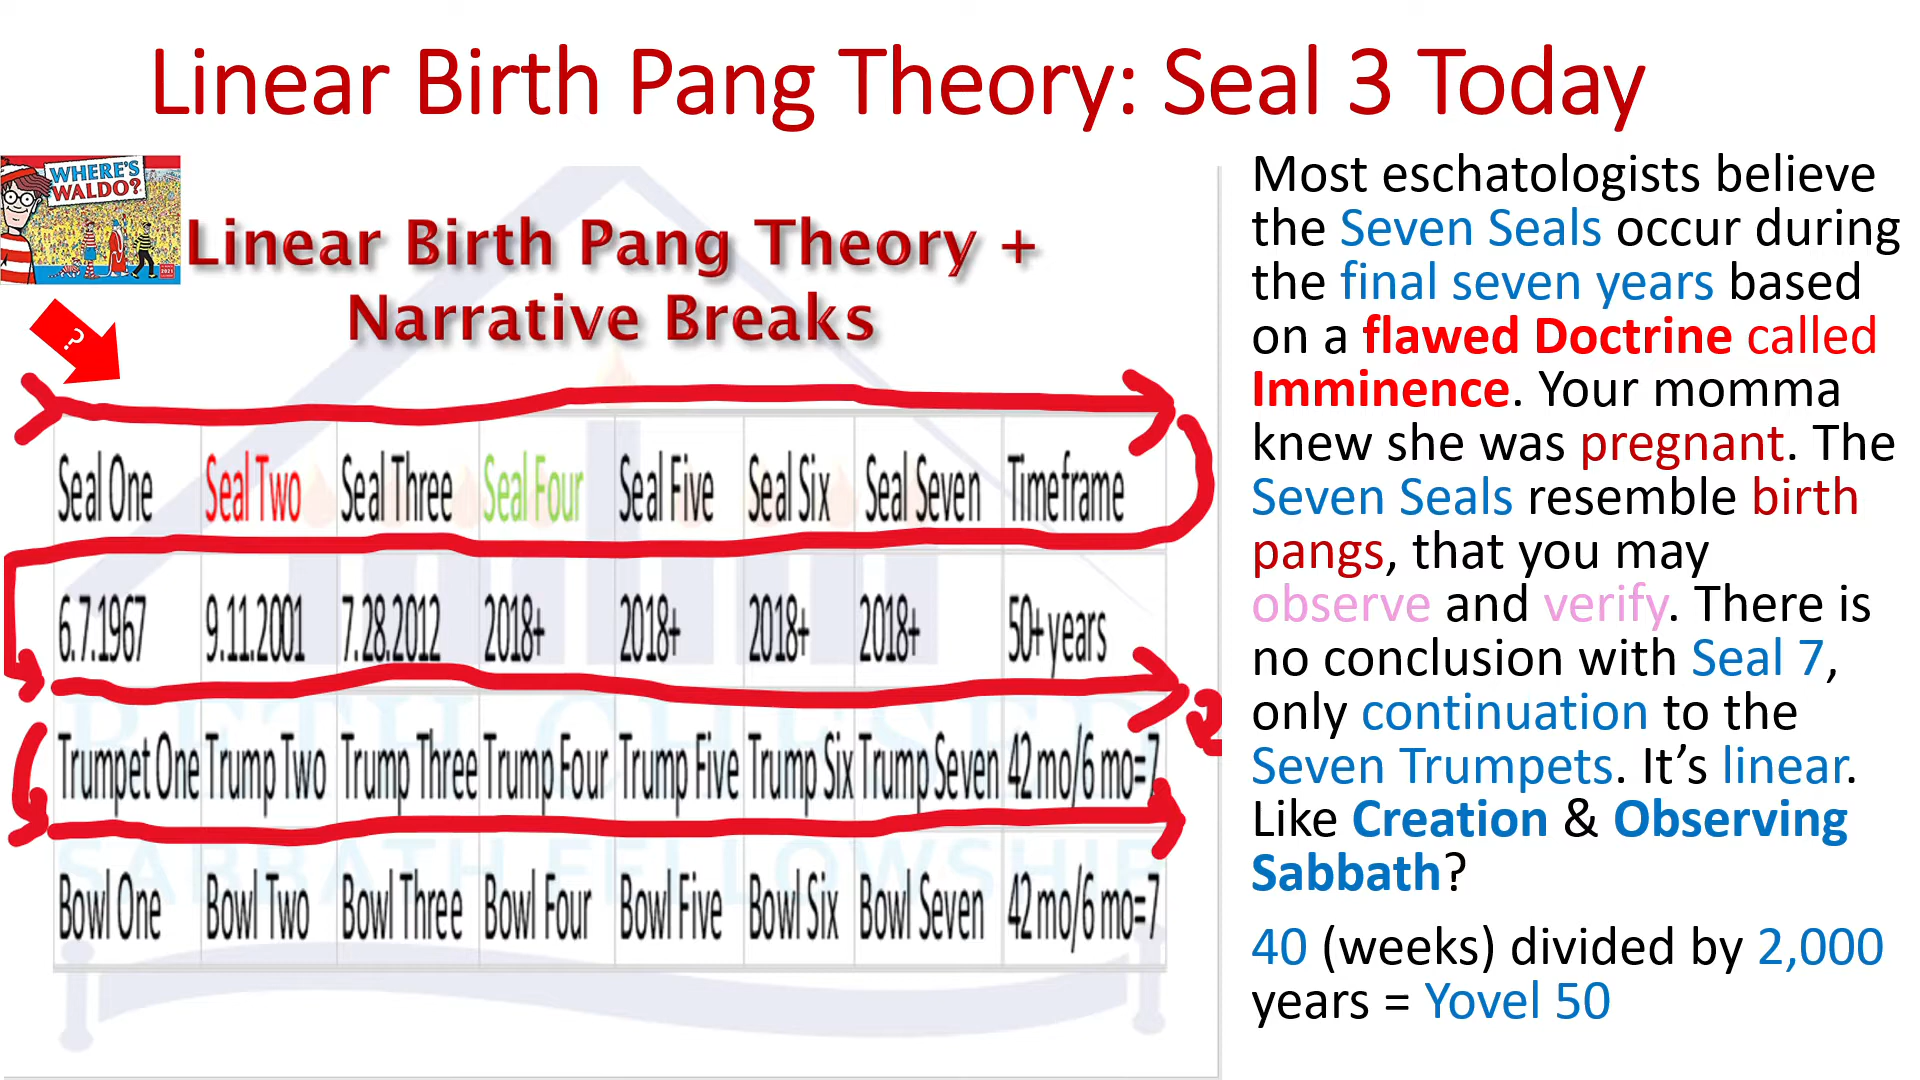 Linear Birth Pang Theory: Seal 3 Today
WHERE'S
WALDO?
Linear Birth Pang Theory +
Narrative Breaks
?
Seal One Seal Two Seal Three Seal Four Seal Five Seal Six Seal Seven Timeframe
6.7.1967 9.11.2001 7.28.2012 2018+ 2018+ 2018+ 2018+ 50+ years
Trumpet One Trump Two Trump Three Trump Four Trump Five Trump Six Trump Seven 42 mo/6 mo=7
Bowl One Bowl Two Bowl Three Bowl Four Bowl Five Bowl Six Bowl Seven 42 mo/6 mo=7
BETH CHESED
SABBATH FELLOWSHIP
Most eschatologists believe
the Seven Seals occur during
the final seven years based
on a flawed Doctrine called
Imminence. Your momma
knew she was pregnant. The
Seven Seals resemble birth
pangs, that you may
observe and verify. There is
no conclusion with Seal 7,
only continuation to the
Seven Trumpets. It’s linear.
Like Creation & Observing
Sabbath?
40 (weeks) divided by 2,000
years = Yovel 50